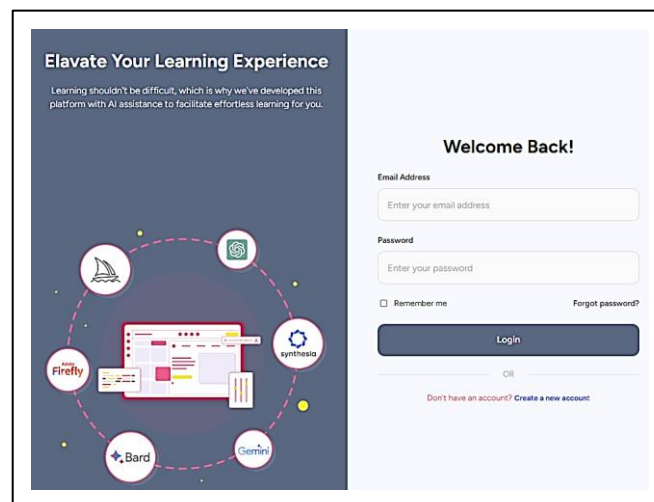 Elavate Your Learning Experience
Learning shouldn't be difficult, which is why we've developed this
platform with AI assistance to facilitate effortless learning for you.
synthesia
Adobe
Firefly
Bard
Gemini
Welcome Back!
Email Address
Enter your email address
Password
Enter your password
Remember me
Forgot password?
Login
OR
Don't have an account? Create a new account